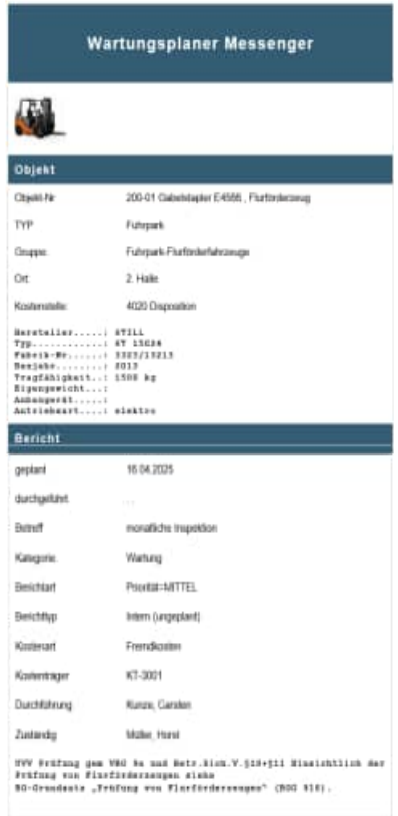 Wartungsplaner Messenger
Objekt
Objekt-Nr 200-01 Gabelstapler E4566 , Flurförderzeug
TYP Fuhrpark
Gruppe: Fuhrpark-Flurförderfahrzeuge
Ort: 2. Halle
Kostenstelle: 4020 Disposition
Hersteller.....: STILL
Typ............:
Fabrik-Nr......: 3323/13213
Baujahr........: 2013
Tragfähigkeit..: 1500 kg
Eigengewicht...:
Anbaugerät.....:
Antriebsart....: elektro
Bericht
geplant 16.04.2025
durchgeführt . .
Betreff monatliche Inspektion
Kategorie: Wartung
Berichtart Priorität=MITTEL
Berichttyp Intern (ungeplant)
Kostenart Fremdkosten
Kostenträger KT-3001
Durchführung Kunze, Carsten
Zuständig Müller, Horst
UVV Prüfung gem VBG und Betr.Sich.V.§10+§11 Hinsichtlich der
Prüfung von Flurförderzeugen siehe
BG-Grundsatz „Prüfung von Flurförderzeugen“ (BGG 918).